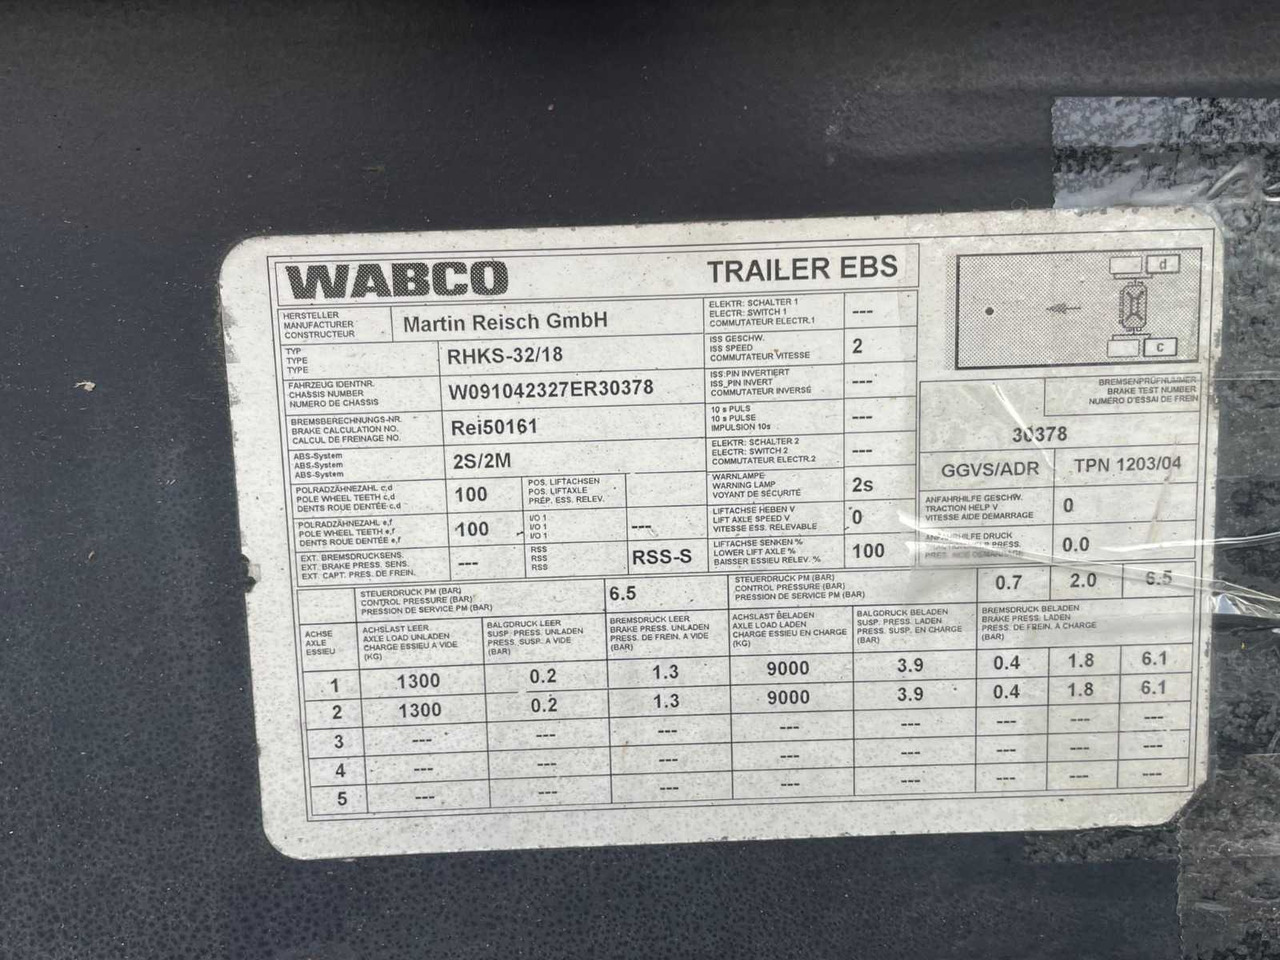 WABCO
TRAILER EBS
HERSTELLER
MANUFACTURER
CONSTRUCTEUR
Martin Reisch GmbH
TYP
TYPE
TYPE
RHKS-32/18
FAHRZEUG IDENTNR.
CHASSIS NUMBER
NUMERO DE CHASSIS
W091042327ER30378
BREMSBERECHNUNGS-NR.
BRAKE CALCULATION NO.
CALCUL DE FREINAGE NO.
Rei50161
ABS-System
ABS-System
ABS-System
2S/2M
POLRADZÄHNEZAHL c,d
POLE WHEEL TEETH c,d
DENTS ROUE DENTÉE c,d
100
POS. LIFTACHSEN
POS. LIFTAXLE
PRÉP. ESS. RELEV.
POLRADZÄHNEZAHL e,f
POLE WHEEL TEETH e,f
DENTS ROUE DENTÉE e,f
100
I/O 1
I/O 1
I/O 1
---
EXT. BREMSDRUCKSENS.
EXT. BRAKE PRESS. SENS.
EXT. CAPT. PRES. DE FREIN.
---
RSS
RSS
RSS
RSS-S
ELEKTR. SCHALTER 1
ELECTR. SWITCH 1
COMMUTATEUR ELECTR.1
---
ISS GESCHW.
ISS SPEED
COMMUTATEUR VITESSE
2
ISS_PIN INVERTIERT
ISS_PIN INVERT
COMMUTATEUR INVERSÉ
---
10 s PULS
10 s PULSE
IMPULSION 10s
---
ELEKTR. SCHALTER 2
ELECTR. SWITCH 2
COMMUTATEUR ELECTR.2
---
WARNLAMPE
WARNING LAMP
VOYANT DE SÉCURITÉ
2s
LIFTACHSE HEBEN V
LIFT AXLE SPEED V
VITESSE ESS. RELEVABLE
0
LIFTACHSE SENKEN %
LOWER LIFT AXLE %
BAISSER ESSIEU RELEV. %
100
d
c
BREMSENPRÜFNUMMER
BRAKE TEST NUMBER
NUMÉRO D'ESSAI DE FREIN
30378
GGVS/ADR
TPN 1203/04
ANFAHRHILFE GESCHW.
TRACTION HELP V
VITESSE AIDE DÉMARRAGE
0
ANFAHRHILFE DRUCK
0.0
STEUERDRUCK PM (BAR)
CONTROL PRESSURE (BAR)
PRESSION DE SERVICE PM (BAR)
6.5
STEUERDRUCK PM (BAR)
CONTROL PRESSURE (BAR)
PRESSION DE SERVICE PM (BAR)
0.7 2.0 6.5
ACHSE
AXLE
ESSIEU
ACHSLAST LEER
AXLE LOAD UNLADEN
CHARGE ESSIEU A VIDE
(KG)
BALGDRUCK LEER
SUSP. PRESS. UNLADEN
PRESS. SUSP. A VIDE
(BAR)
BREMSDRUCK LEER
BRAKE PRESS. UNLADEN
PRESS. DE FREIN. A VIDE
(BAR)
ACHSLAST BELADEN
AXLE LOAD LADEN
CHARGE ESSIEU EN CHARGE
(KG)
BALGDRUCK BELADEN
SUSP. PRESS. LADEN
PRESS. SUSP. EN CHARGE
(BAR)
BREMSDRUCK BELADEN
BRAKE PRESS. LADEN
PRESS. DE FREIN. A CHARGE
(BAR)
1 1300 0.2 1.3 9000 3.9 0.4 1.8 6.1
2 1300 0.2 1.3 9000 3.9 0.4 1.8 6.1
3 --- --- --- --- --- --- --- ---
4 --- --- --- --- --- --- --- ---
5 --- --- --- --- --- --- --- ---